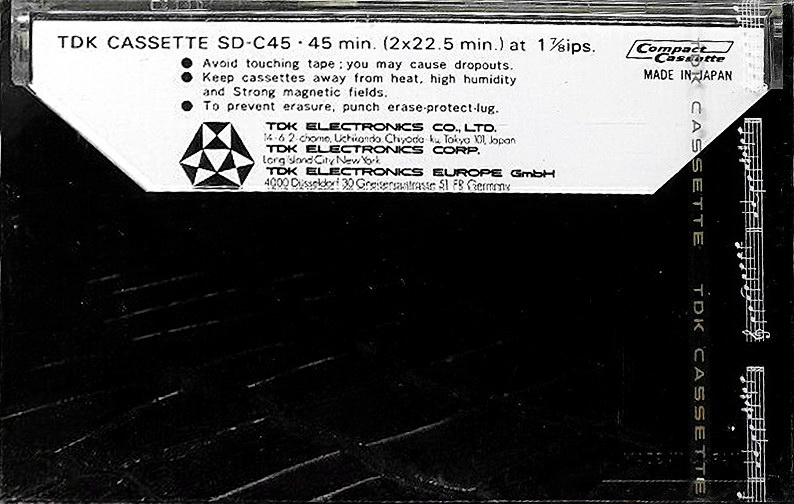 TDK CASSETTE SD-C45 · 45 min. (2x22.5 min.) at 1 ⅞ips.
Compact Cassette
MADE IN JAPAN
● Avoid touching tape; you may cause dropouts.
● Keep cassettes away from heat, high humidity
and Strong magnetic fields.
● To prevent erasure, punch erase-protect-lug.
TDK ELECTRONICS CO., LTD.
14-6 2-chome, Uchikanda Chiyoda-ku, Tokyo 101, Japan
TDK ELECTRONICS CORP.
Long Island City, New York
TDK ELECTRONICS EUROPE GmbH
4000 Düsseldorf 30 Gneisenaustrasse 51 FR Germany
TDK CASSETTE TDK CASSETTE